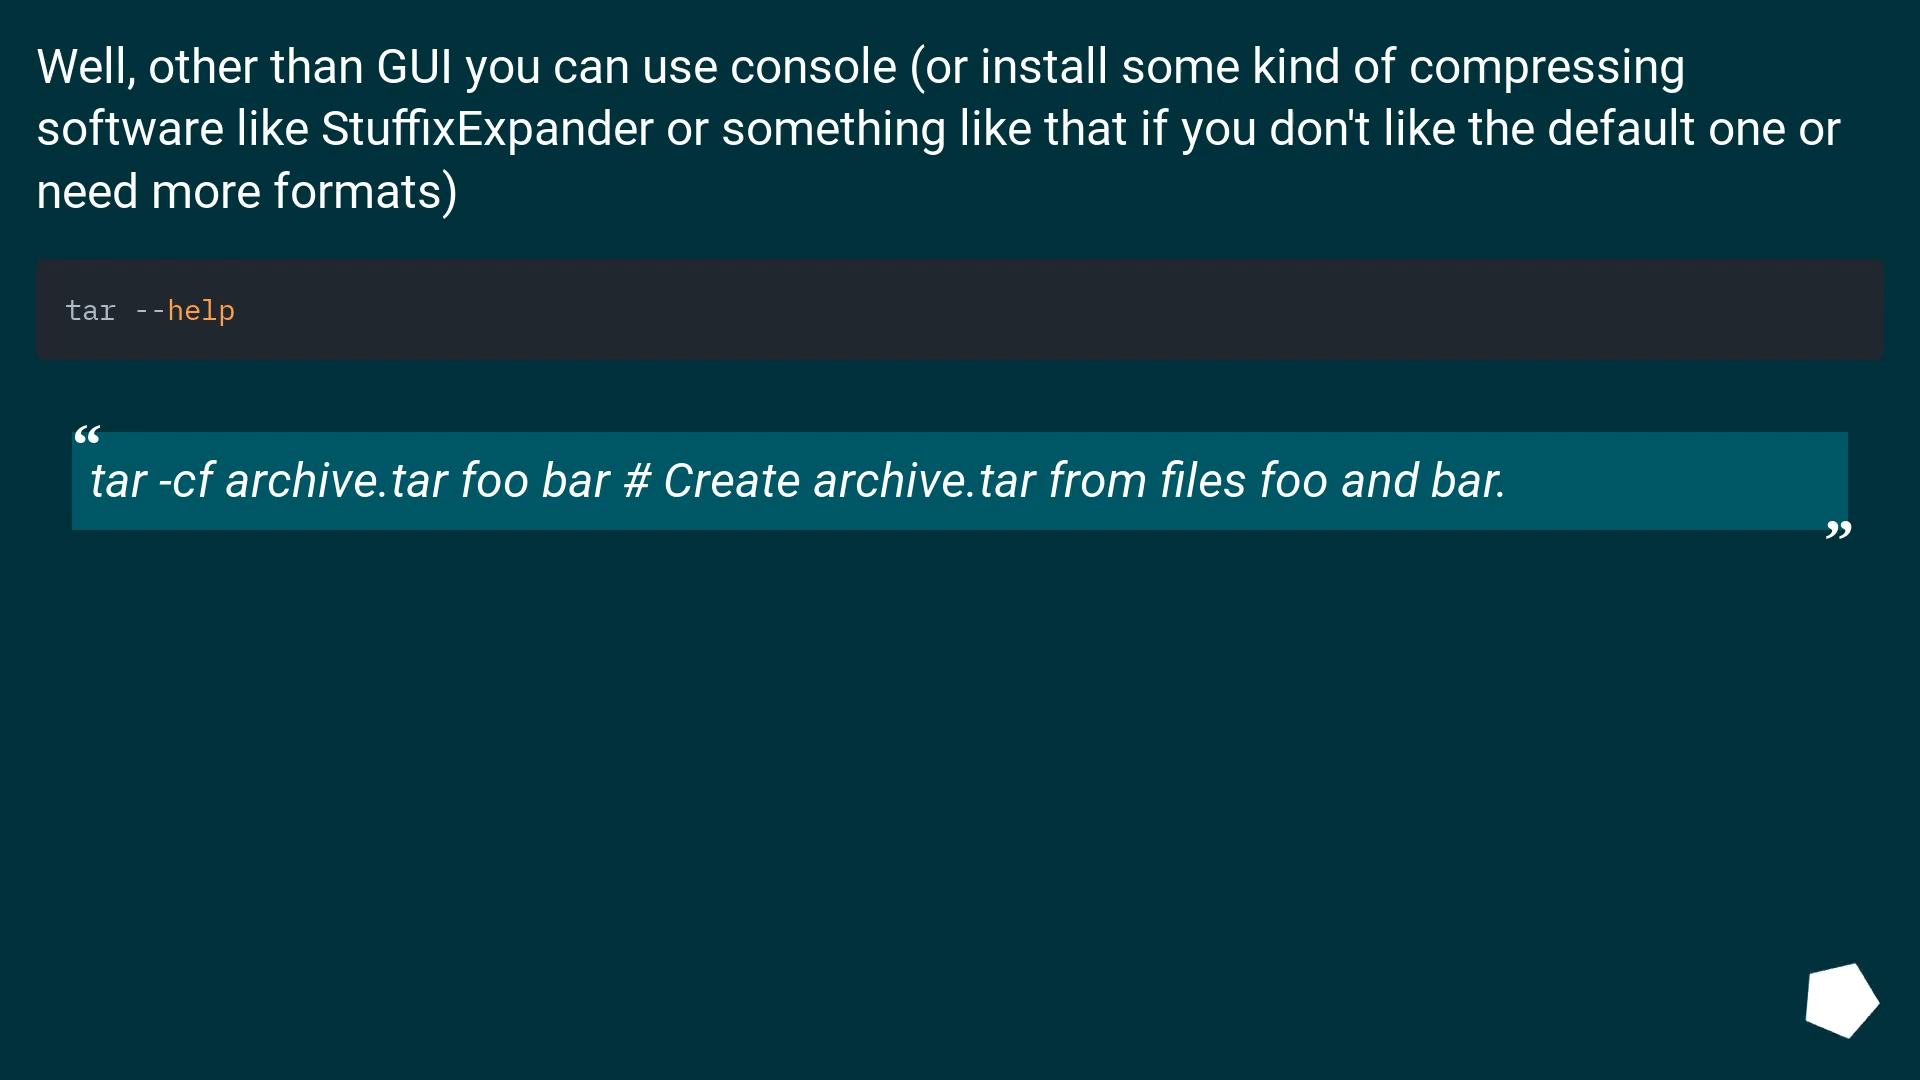 Well, other than GUI you can use console (or install some kind of compressing
software like StuffixExpander or something like that if you don't like the default one or
need more formats)
tar --help
“
tar -cf archive.tar foo bar # Create archive.tar from files foo and bar.
”